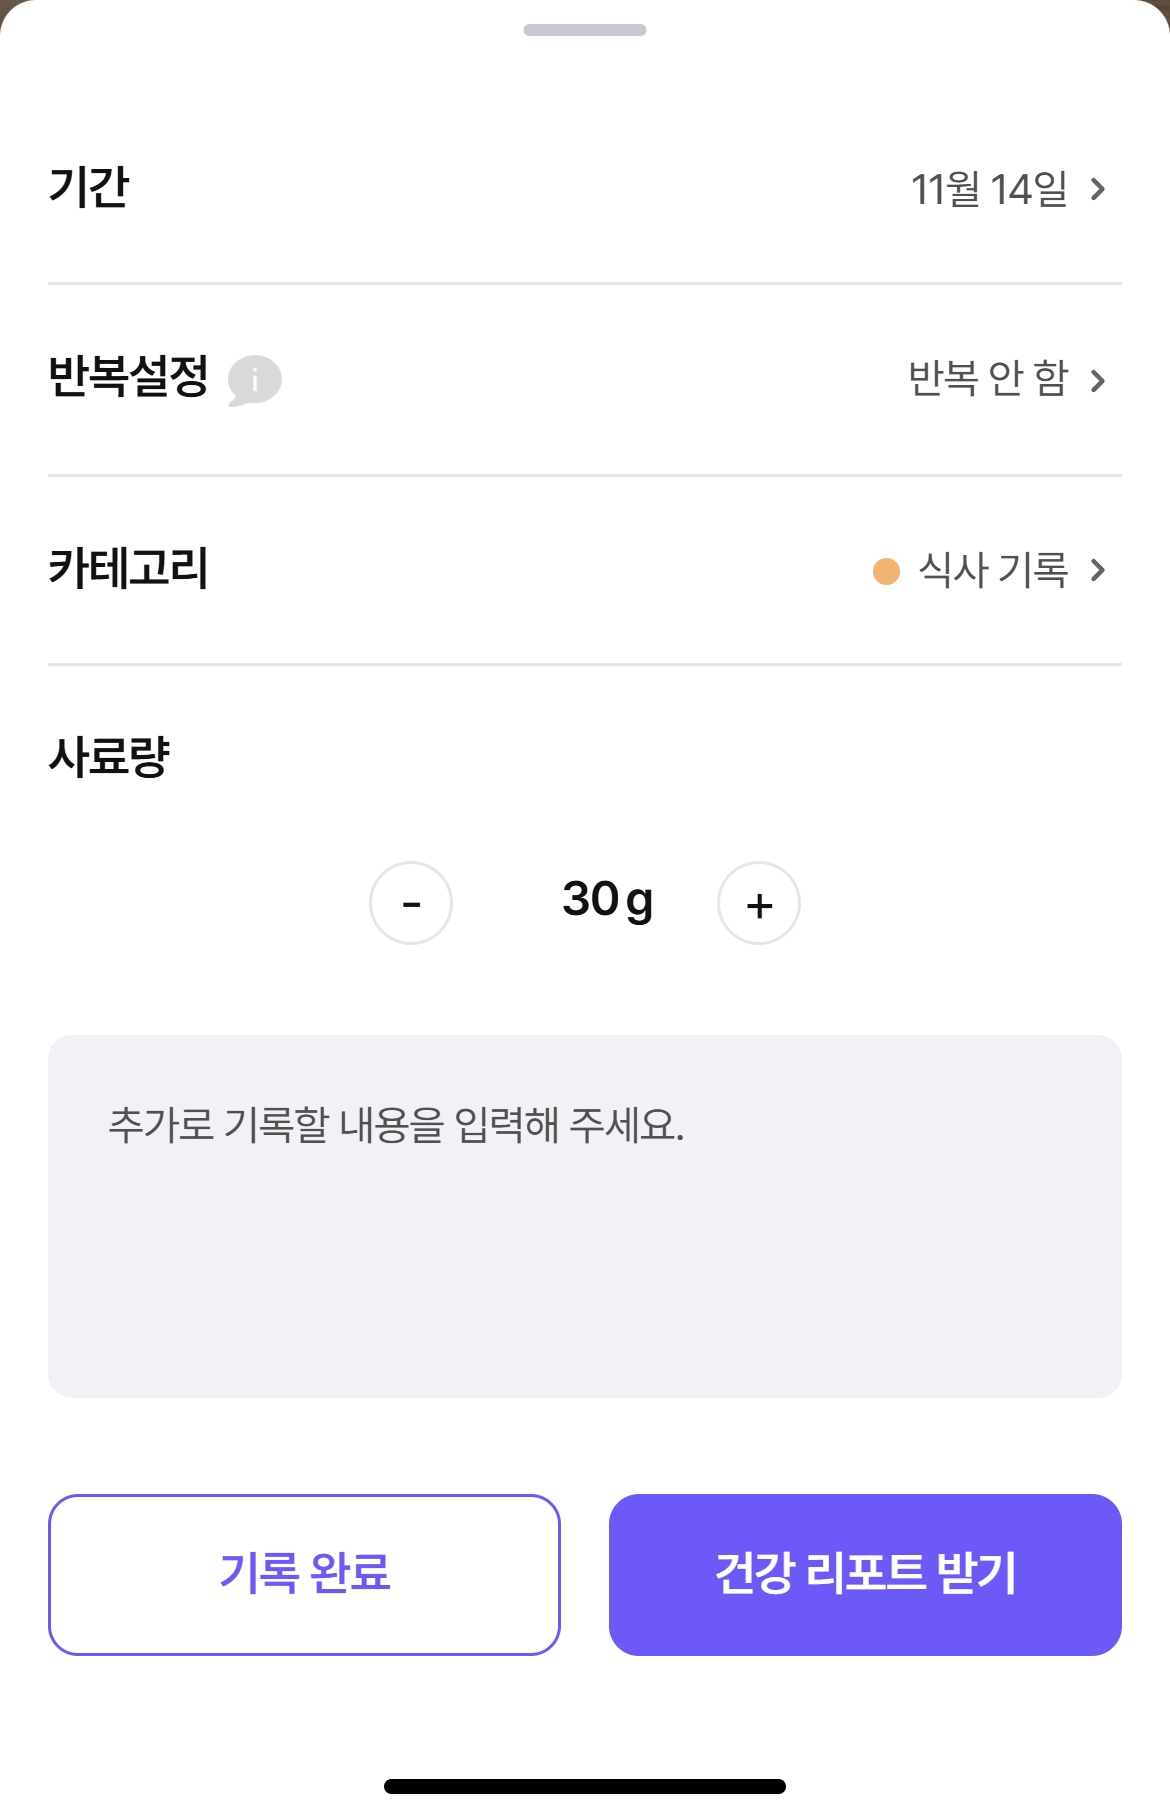 기간
11월 14일
반복설정 i
반복 안 함
카테고리
식사 기록
사료량
- 30 g +
추가로 기록할 내용을 입력해 주세요.
기록 완료
건강 리포트 받기